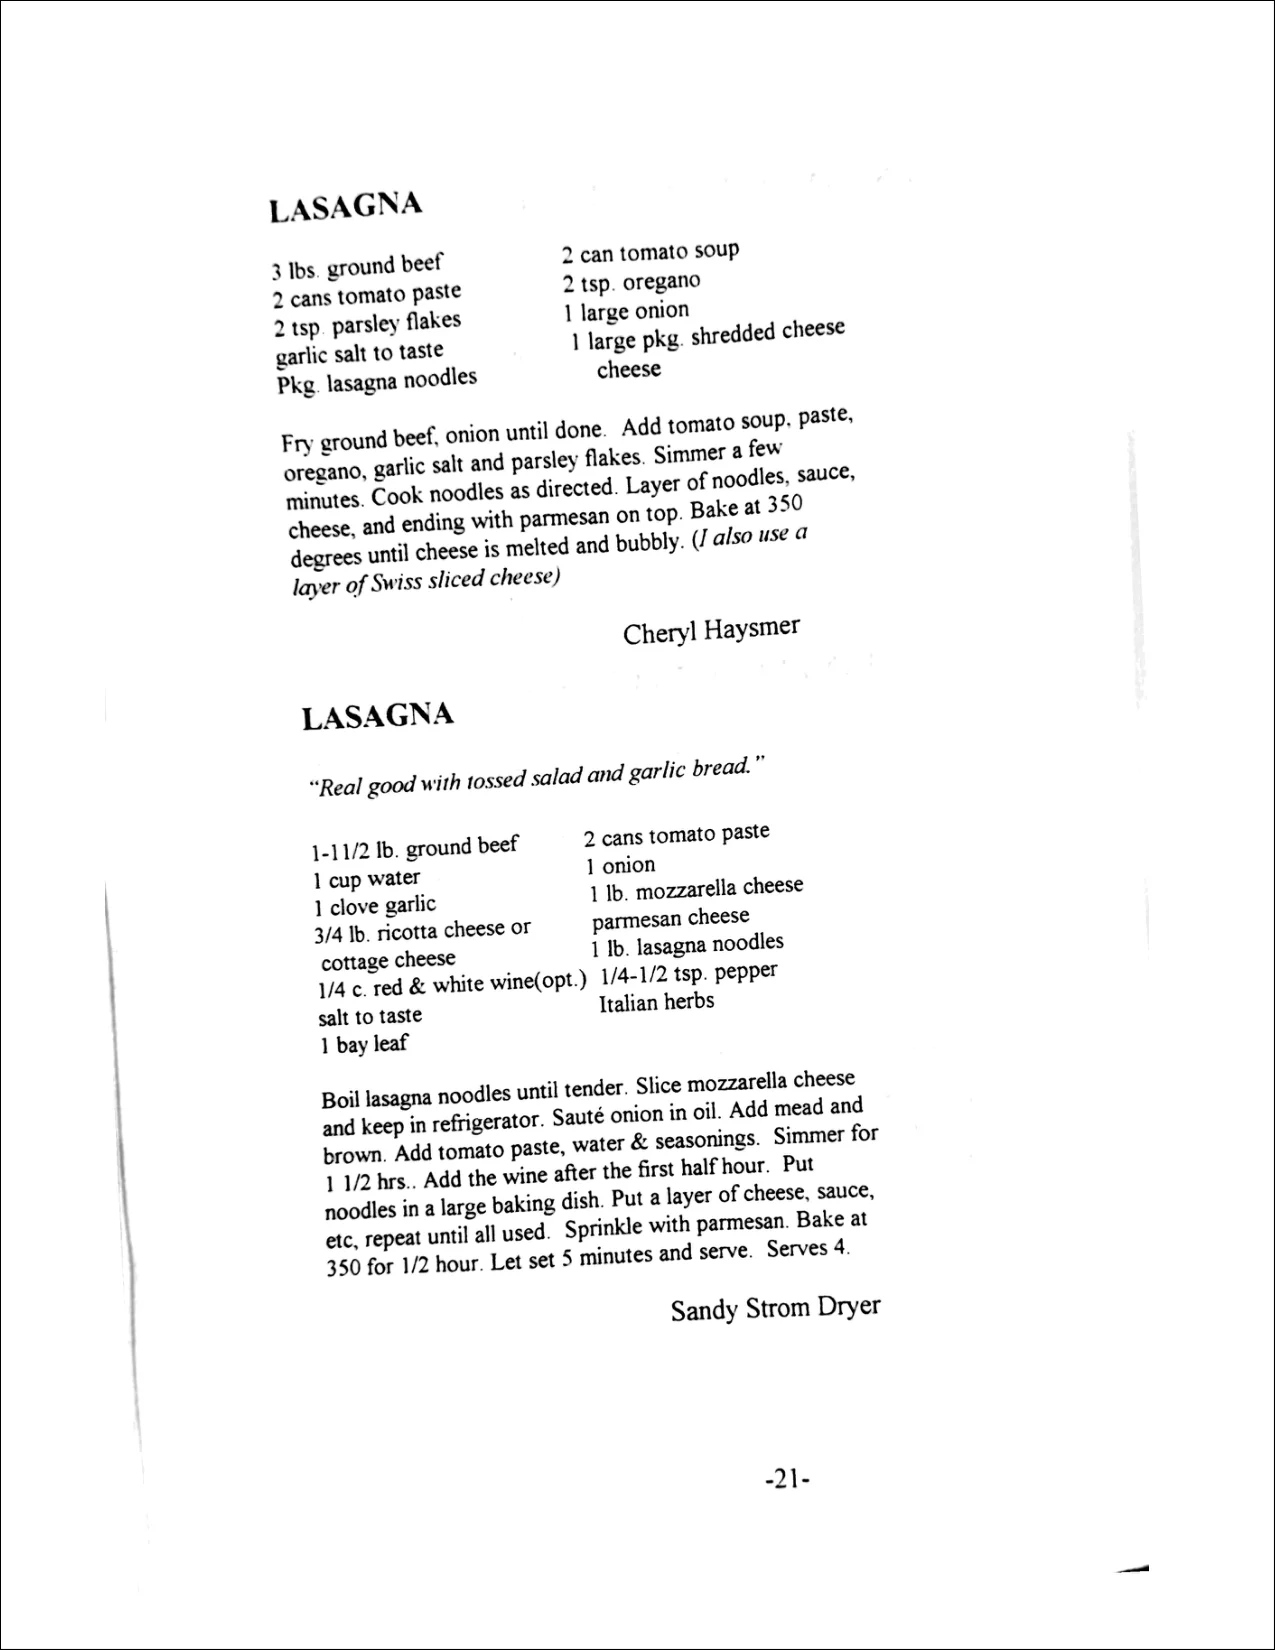 LASAGNA
3 lbs. ground beef
2 cans tomato paste
2 tsp. parsley flakes
garlic salt to taste
Pkg. lasagna noodles
2 can tomato soup
2 tsp. oregano
1 large onion
1 large pkg. shredded cheese
cheese
Fry ground beef, onion until done. Add tomato soup, paste,
oregano, garlic salt and parsley flakes. Simmer a few
minutes. Cook noodles as directed. Layer of noodles, sauce,
cheese, and ending with parmesan on top. Bake at 350
degrees until cheese is melted and bubbly. (I also use a
layer of Swiss sliced cheese)
Cheryl Haysmer
LASAGNA
“Real good with tossed salad and garlic bread.”
1-11/2 lb. ground beef
1 cup water
1 clove garlic
3/4 lb. ricotta cheese or
cottage cheese
1/4 c. red & white wine(opt.)
salt to taste
1 bay leaf
2 cans tomato paste
1 onion
1 lb. mozzarella cheese
parmesan cheese
1 lb. lasagna noodles
1/4-1/2 tsp. pepper
Italian herbs
Boil lasagna noodles until tender. Slice mozzarella cheese
and keep in refrigerator. Sauté onion in oil. Add mead and
brown. Add tomato paste, water & seasonings. Simmer for
1 1/2 hrs.. Add the wine after the first half hour. Put
noodles in a large baking dish. Put a layer of cheese, sauce,
etc, repeat until all used. Sprinkle with parmesan. Bake at
350 for 1/2 hour. Let set 5 minutes and serve. Serves 4.
Sandy Strom Dryer
-21-